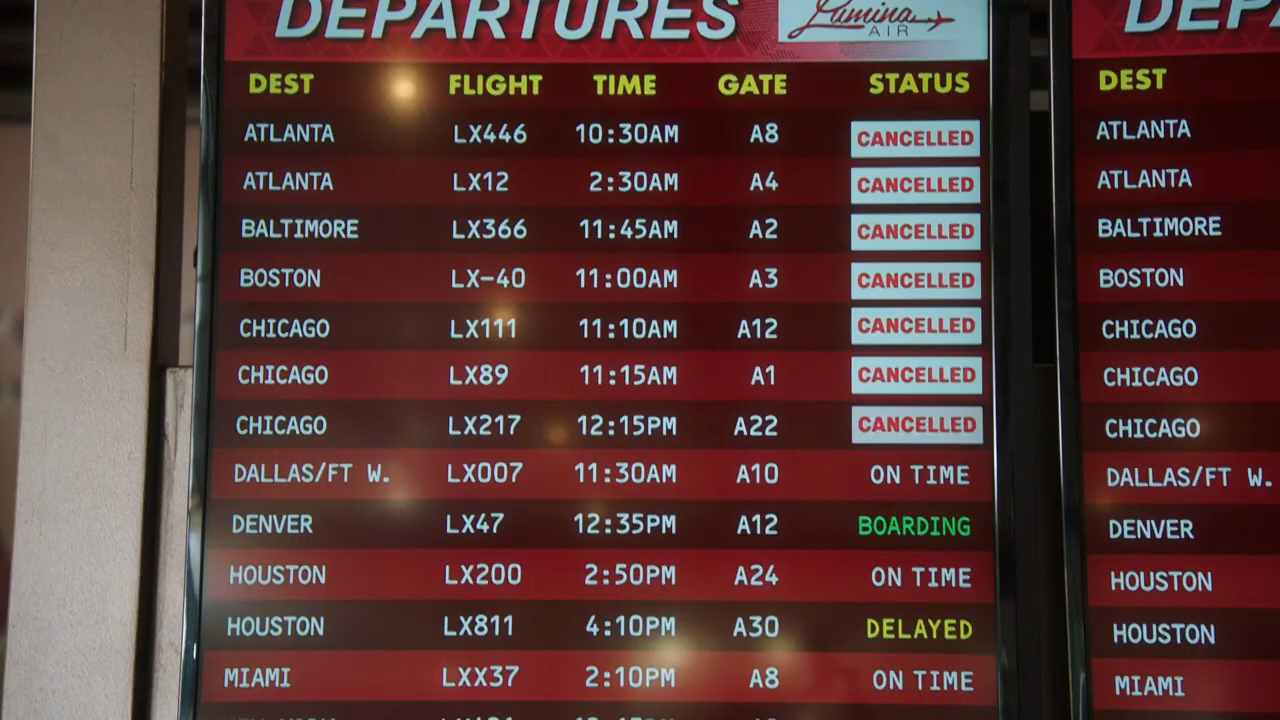 DEPARTURES Lumina AIR
DEST FLIGHT TIME GATE STATUS
ATLANTA LX446 10:30AM A8 CANCELLED
ATLANTA LX12 2:30AM A4 CANCELLED
BALTIMORE LX366 11:45AM A2 CANCELLED
BOSTON LX-40 11:00AM A3 CANCELLED
CHICAGO LX111 11:10AM A12 CANCELLED
CHICAGO LX89 11:15AM A1 CANCELLED
CHICAGO LX217 12:15PM A22 CANCELLED
DALLAS/FT W. LX007 11:30AM A10 ON TIME
DENVER LX47 12:35PM A12 BOARDING
HOUSTON LX200 2:50PM A24 ON TIME
HOUSTON LX811 4:10PM A30 DELAYED
MIAMI LXX37 2:10PM A8 ON TIME
DEP
DEST
ATLANTA
ATLANTA
BALTIMORE
BOSTON
CHICAGO
CHICAGO
CHICAGO
DALLAS/FT W.
DENVER
HOUSTON
HOUSTON
MIAMI